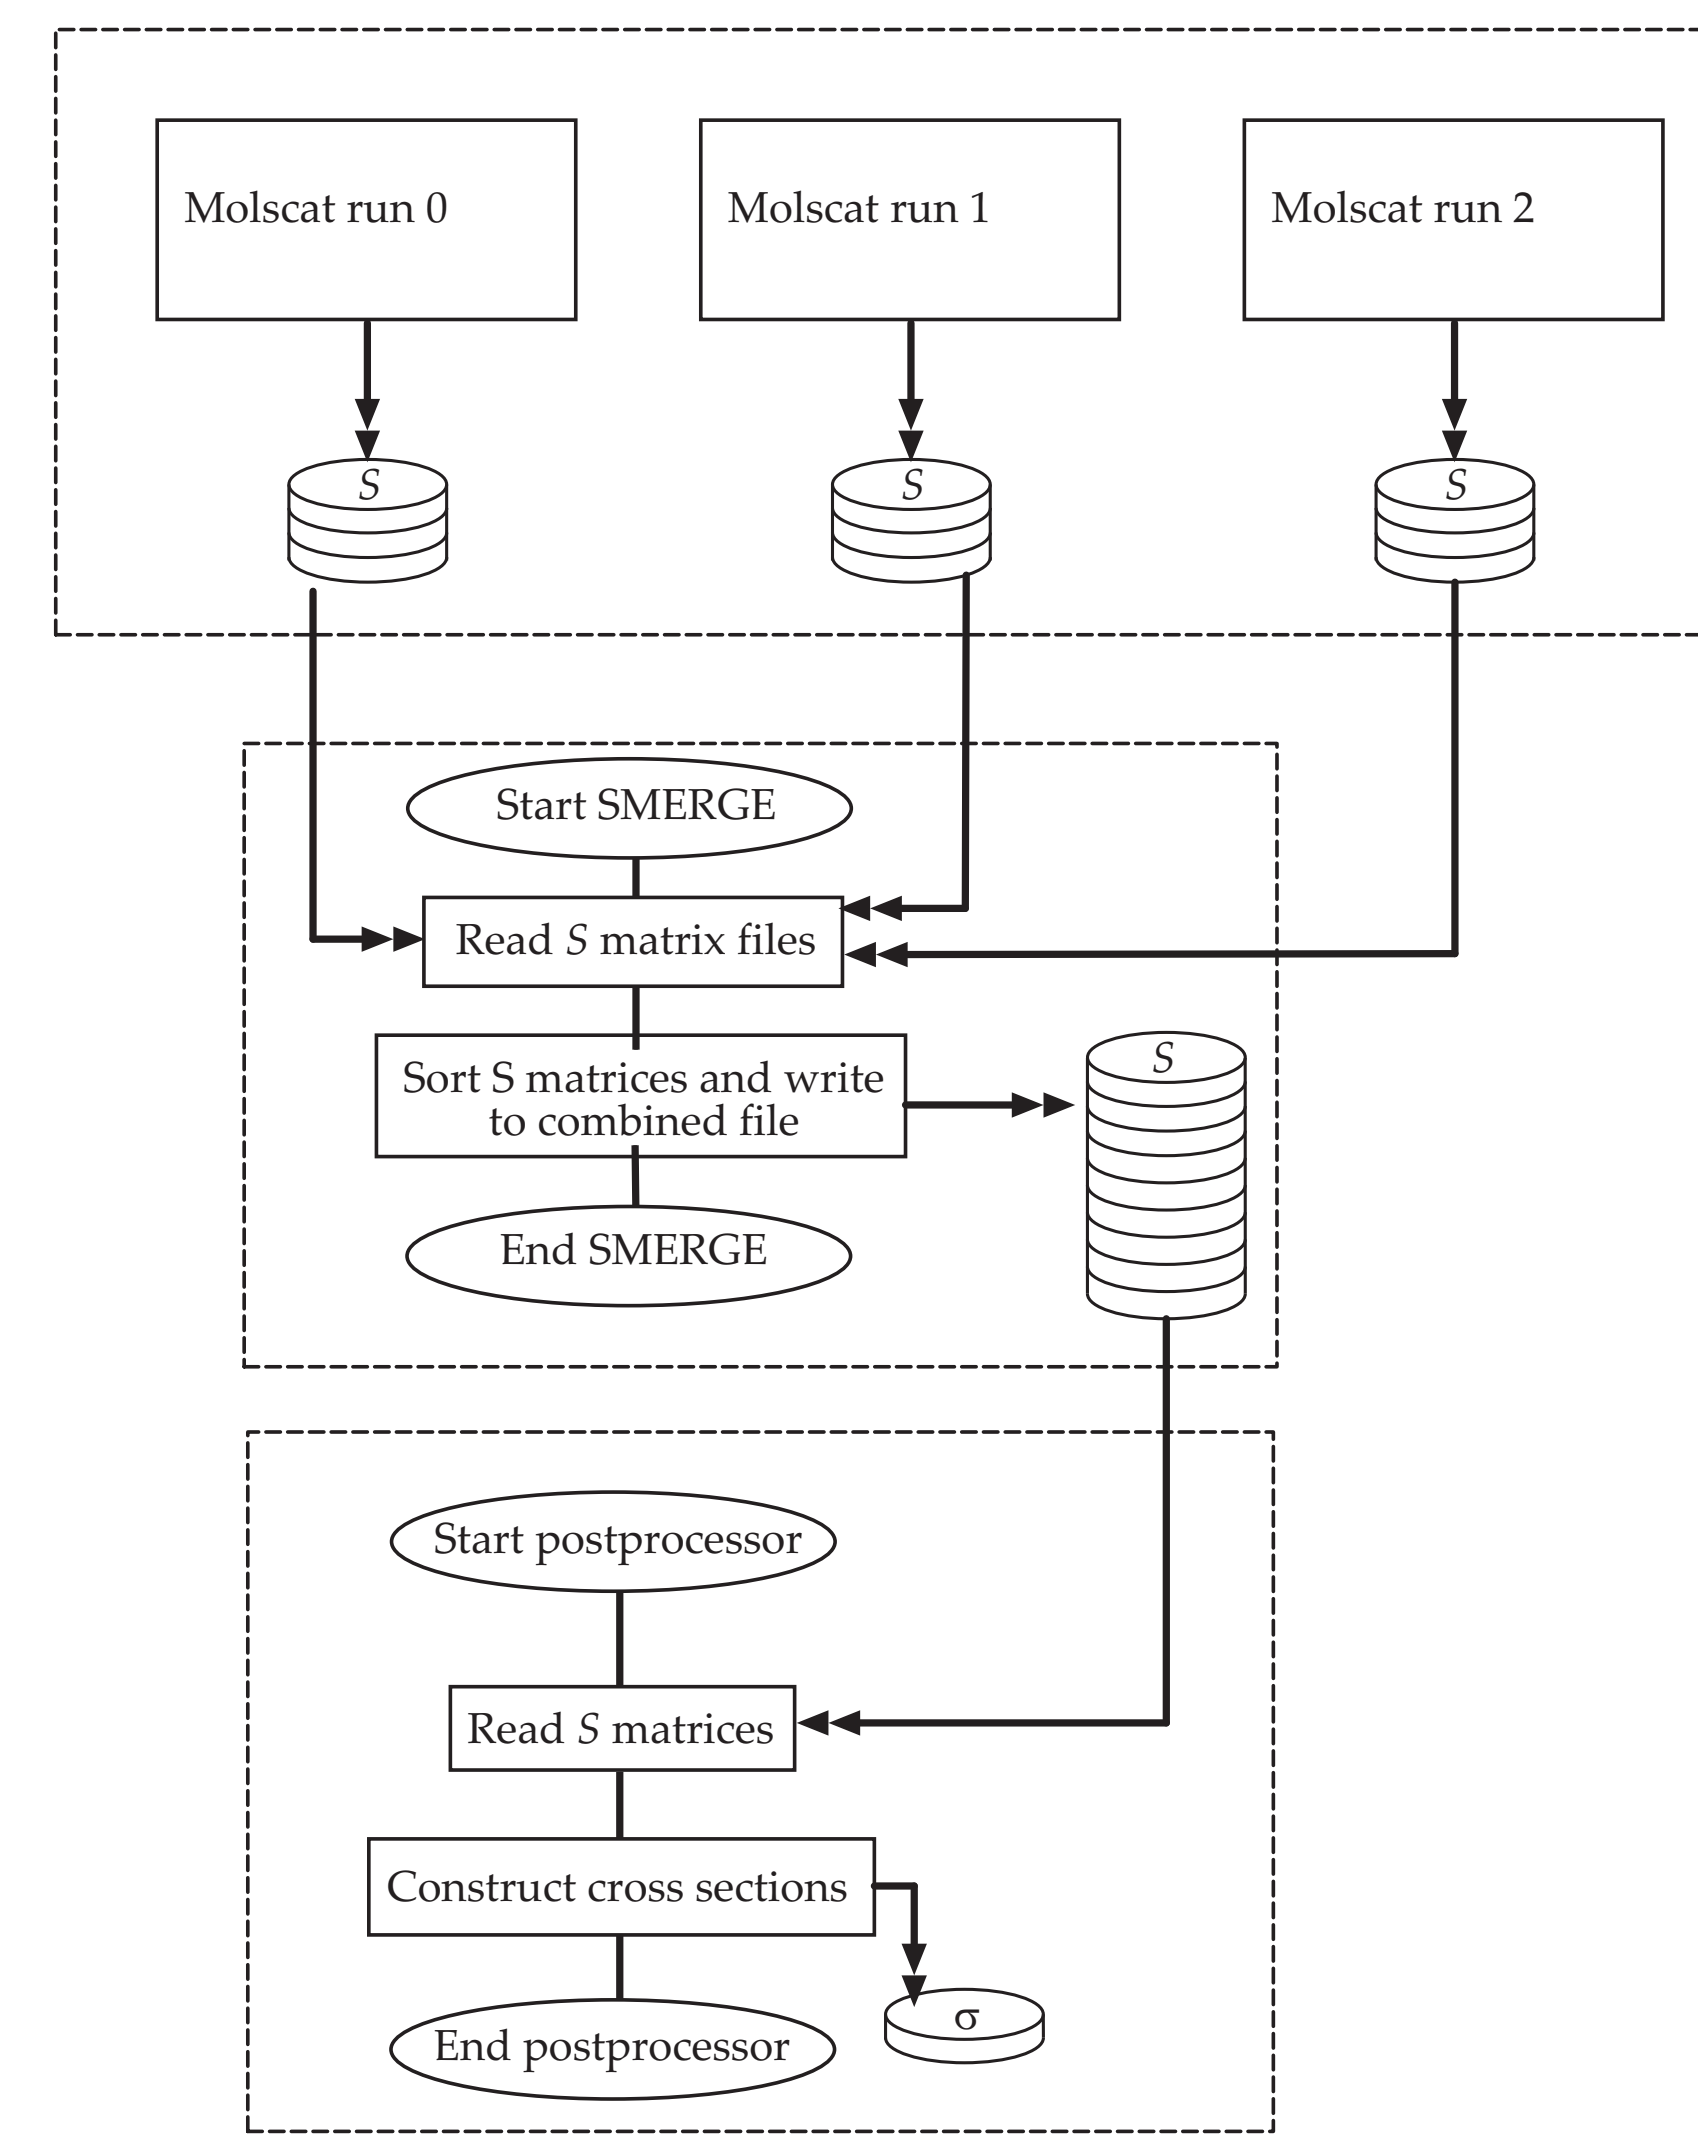 Molscat run 0
Molscat run 1
Molscat run 2
S
S
S
Start SMERGE
Read S matrix files
Sort S matrices and write
to combined file
S
End SMERGE
Start postprocessor
Read S matrices
Construct cross sections
σ
End postprocessor